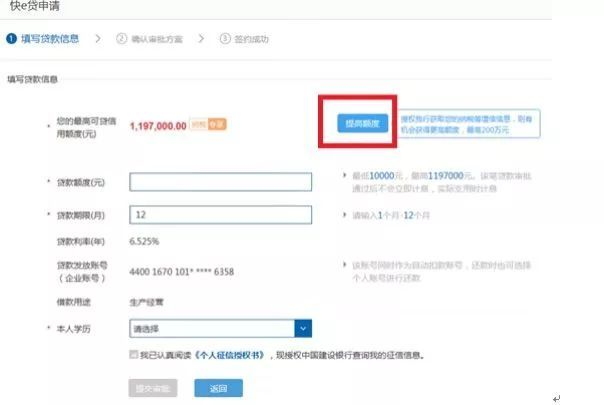 快e贷申请
1 填写贷款信息 > 2 确认审批方案 > 3 签约成功
填写贷款信息
* 您的最高可贷信用额度(元) 1,197,000.00 纳税 专享 提高额度 授权我行获取您的纳税等增信信息，则有
机会获得更高额度，最高200万元
* 贷款额度(元) 最低10000元，最高1197000元。该笔贷款审批
通过后不会立即计息，实际支用时计息
* 贷款期限(月) 12 请输入1个月-12个月
贷款利率(年) 6.525%
贷款发放账号
（企业账号） 4400 1670 101* **** 6358 该账号同时作为自动扣款账号，还款时也可选择
个人账号进行还款
借款用途 生产经营
* 本人学历 请选择
我已认真阅读《个人征信授权书》，现授权中国建设银行查询我的征信信息。
提交审批 返回